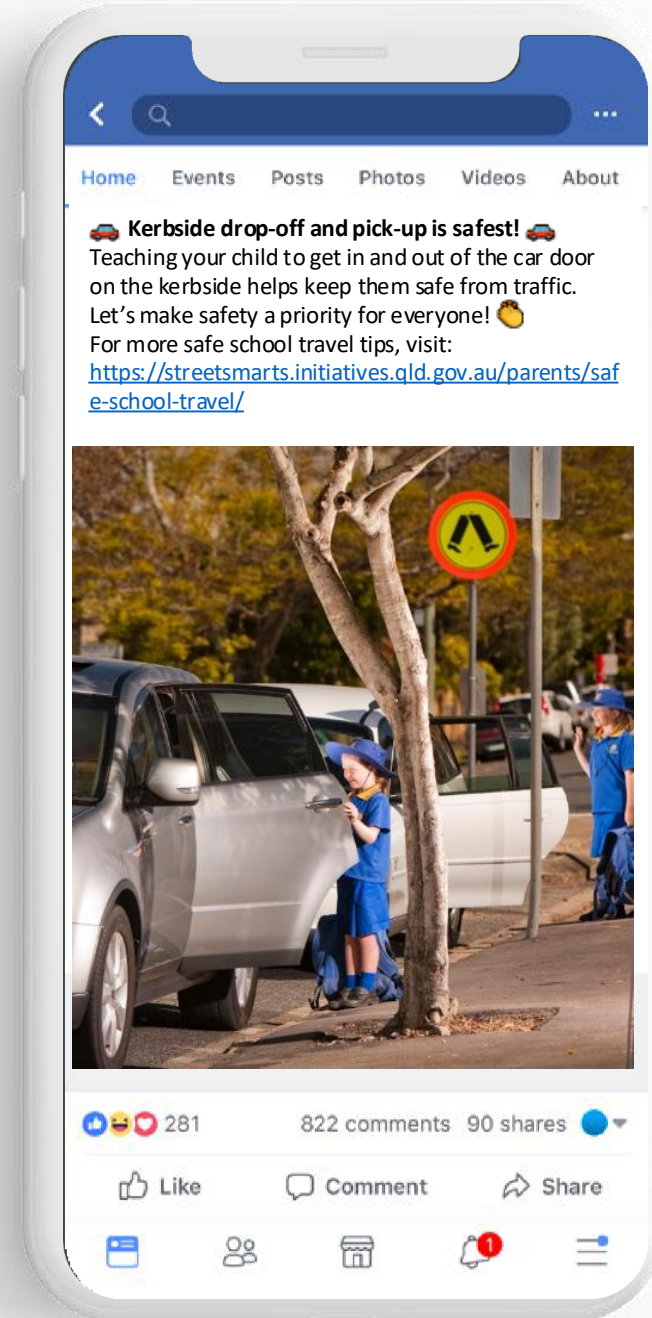 Home Events Posts Photos Videos About
🚗 Kerbside drop-off and pick-up is safest! 🚗
Teaching your child to get in and out of the car door
on the kerbside helps keep them safe from traffic.
Let’s make safety a priority for everyone! 👏
For more safe school travel tips, visit:
https://streetsmarts.initiatives.qld.gov.au/parents/saf
e-school-travel/
281 822 comments 90 shares
Like Comment Share
1